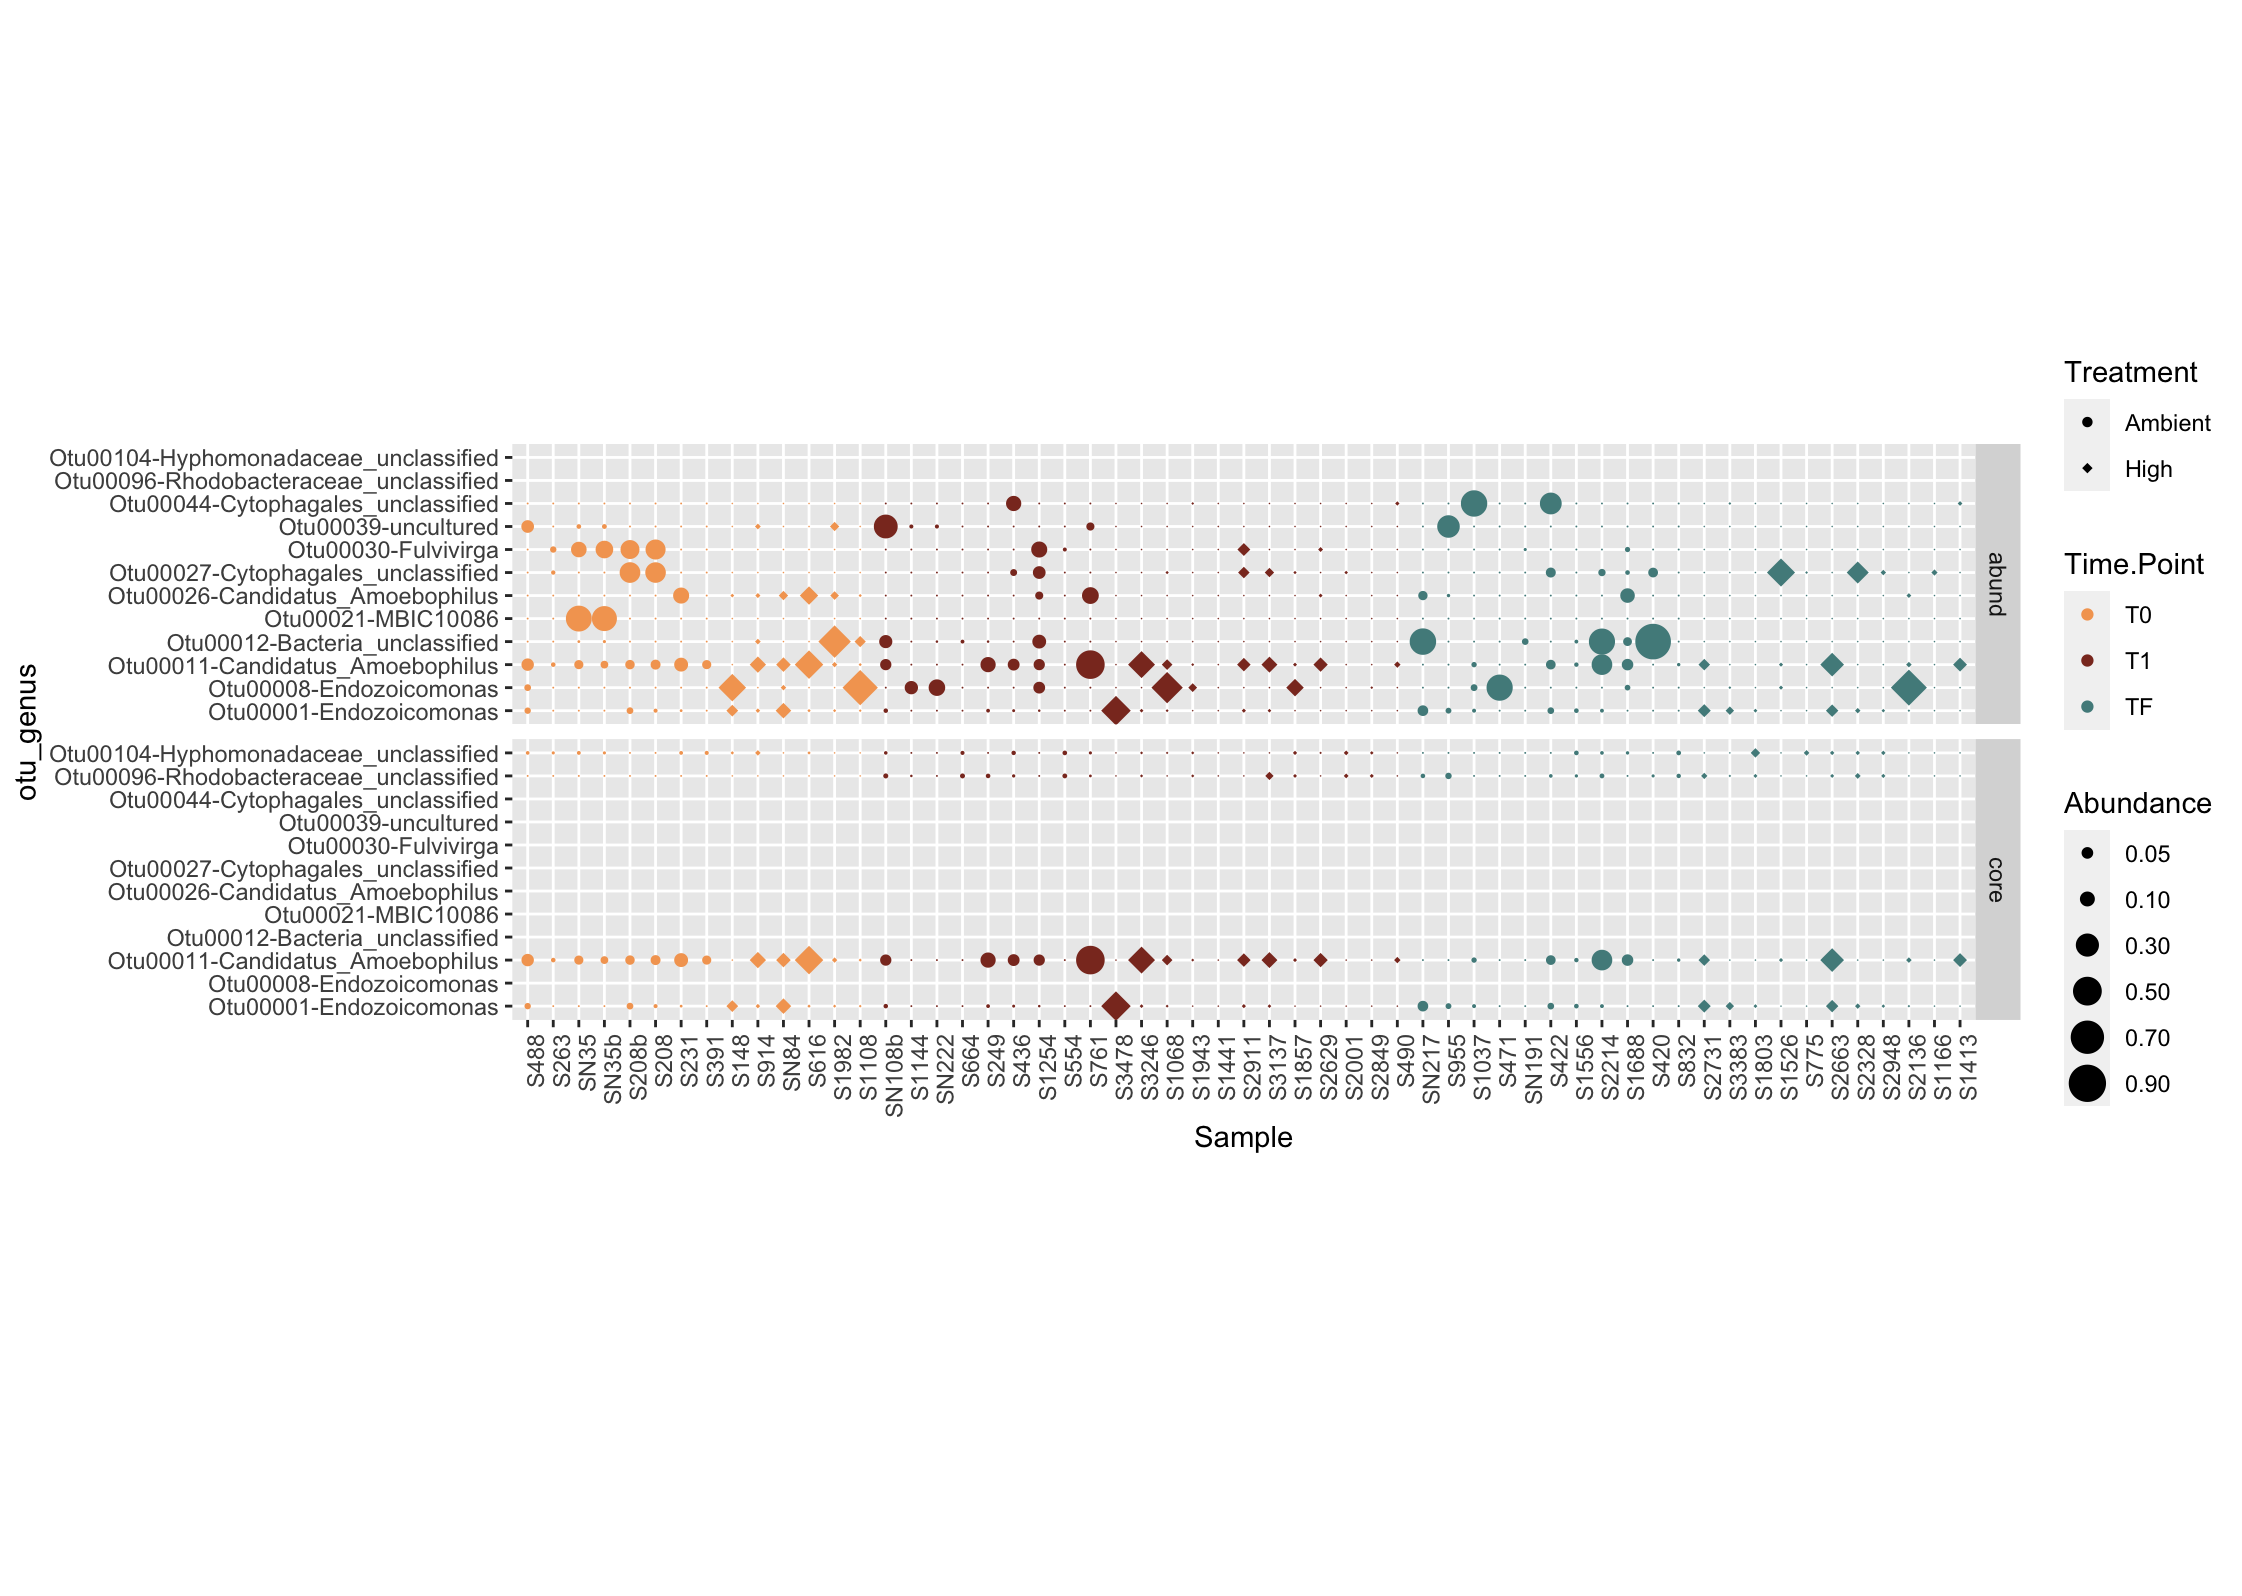 Otu00104-Hyphomonadaceae_unclassified
Otu00096-Rhodobacteraceae_unclassified
Otu00044-Cytophagales_unclassified
Otu00039-uncultured
Otu00030-Fulvivirga
Otu00027-Cytophagales_unclassified
Otu00026-Candidatus_Amoebophilus
Otu00021-MBIC10086
Otu00012-Bacteria_unclassified
Otu00011-Candidatus_Amoebophilus
Otu00008-Endozoicomonas
Otu00001-Endozoicomonas
abund
otu_genus
Otu00104-Hyphomonadaceae_unclassified
Otu00096-Rhodobacteraceae_unclassified
Otu00044-Cytophagales_unclassified
Otu00039-uncultured
Otu00030-Fulvivirga
Otu00027-Cytophagales_unclassified
Otu00026-Candidatus_Amoebophilus
Otu00021-MBIC10086
Otu00012-Bacteria_unclassified
Otu00011-Candidatus_Amoebophilus
Otu00008-Endozoicomonas
Otu00001-Endozoicomonas
core
S488
S263
SN35
SN35b
S208b
S208
S231
S391
S148
S914
SN84
S616
S1982
S1108
SN108b
S1144
SN222
S664
S249
S436
S1254
S554
S761
S3478
S3246
S1068
S1943
S1441
S2911
S3137
S1857
S2629
S2001
S2849
S490
SN217
S955
S1037
S471
SN191
S422
S1556
S2214
S1688
S420
S832
S2731
S3383
S1803
S1526
S775
S2663
S2328
S2948
S2136
S1166
S1413
Sample
Treatment
Ambient
High
Time.Point
T0
T1
TF
Abundance
0.05
0.10
0.30
0.50
0.70
0.90